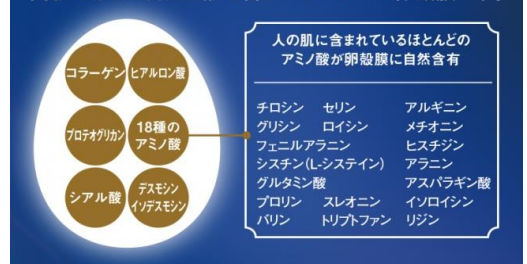 コラーゲン
ヒアルロン酸
プロテオグリカン
18種の
アミノ酸
シアル酸
デスモシン
イソデスモシン
人の肌に含まれているほとんどの
アミノ酸が卵殻膜に自然含有
チロシン セリン アルギニン
グリシン ロイシン メチオニン
フェニルアラニン ヒスチジン
シスチン(L-システイン) アラニン
グルタミン酸 アスパラギン酸
プロリン スレオニン イソロイシン
バリン トリプトファン リジン